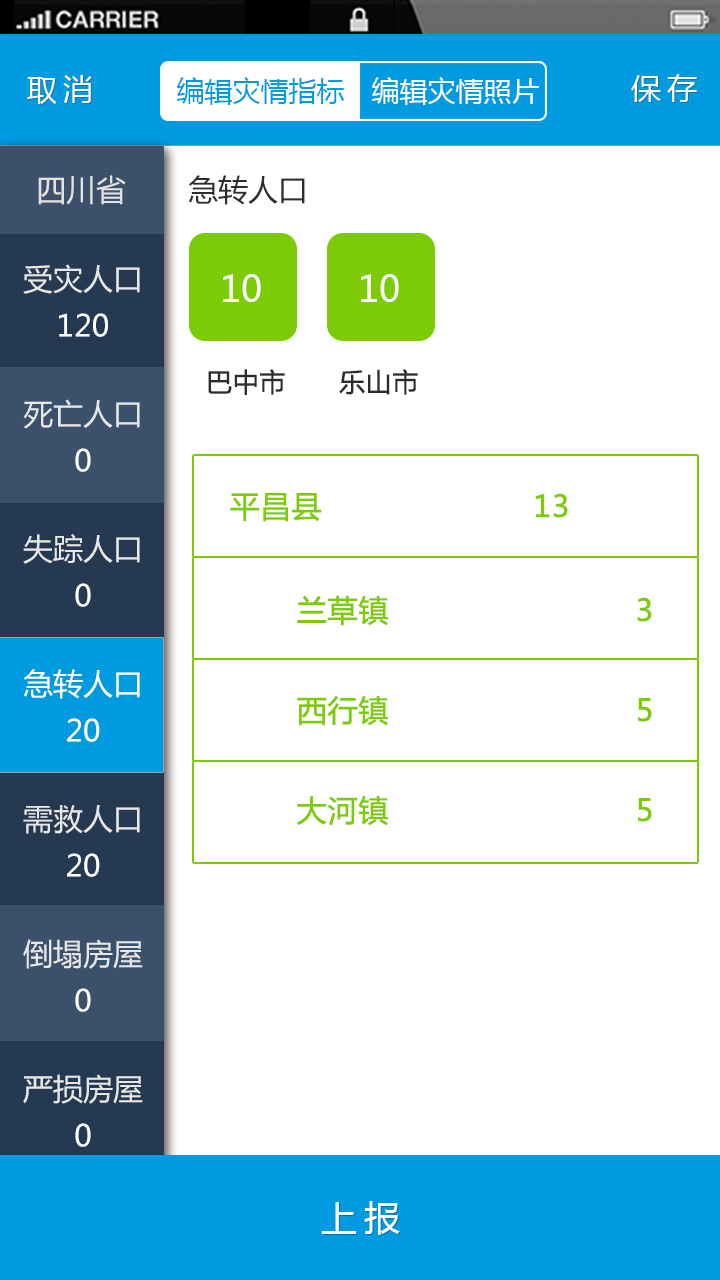 CARRIER
取消
编辑灾情指标
编辑灾情照片
保存
四川省
受灾人口
120
死亡人口
0
失踪人口
0
急转人口
20
需救人口
20
倒塌房屋
0
严损房屋
0
急转人口
10
10
巴中市
乐山市
平昌县 13
兰草镇 3
西行镇 5
大河镇 5
上报